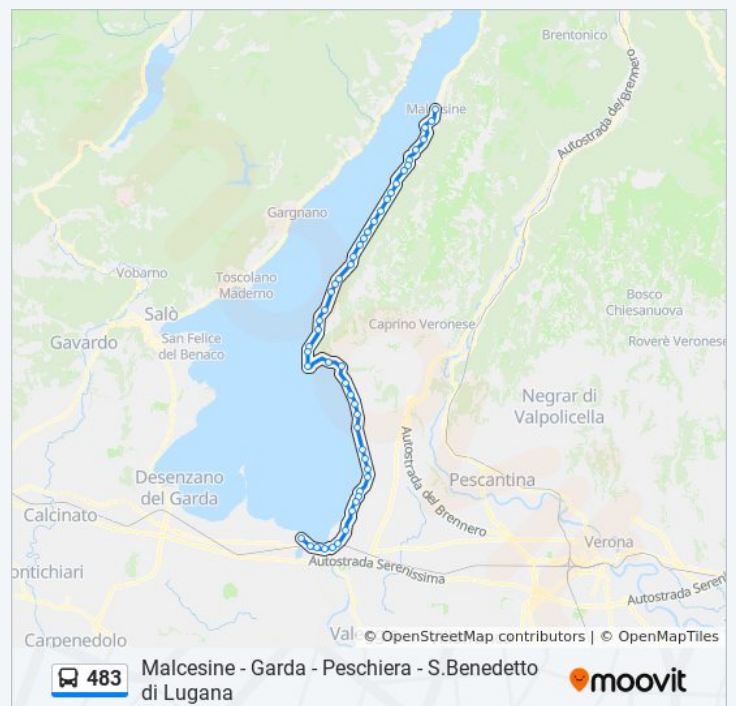 Brentonico
Autostrada del Brennero
Malcesine
Gargnano
Vobarno
Toscolano
Maderno
Bosco
Chiesanuova
Salò
Caprino Veronese
San Felice
del Benaco
Gavardo
Roverè Veronese
Negrar di
Valpolicella
Autostrada del Brennero
Desenzano
del Garda
Pescantina
Calcinato
Verona
ontichiari
Autostrada Serenissima
Autostrada Seren
Carpenedolo
Vale
© OpenStreetMap contributors | © OpenMapTiles
483
Malcesine - Garda - Peschiera - S.Benedetto
di Lugana
moovit